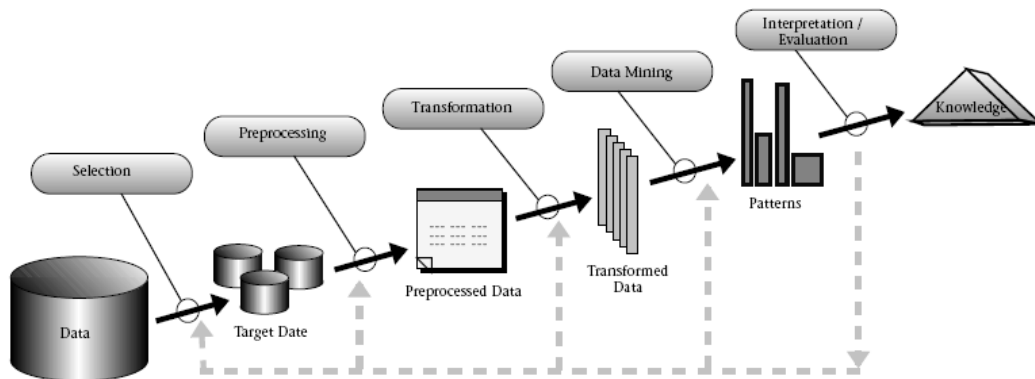 Interpretation /
Evaluation
Data Mining
Transformation
Preprocessing
Selection
Knowledge
Patterns
Transformed
Data
Preprocessed Data
Target Date
Data